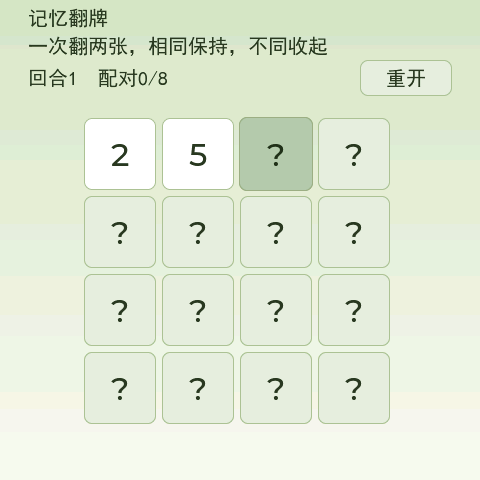 记忆翻牌
一次翻两张，相同保持，不同收起
回合1 配对0/8
重开
2 5 ? ?
? ? ? ?
? ? ? ?
? ? ? ?